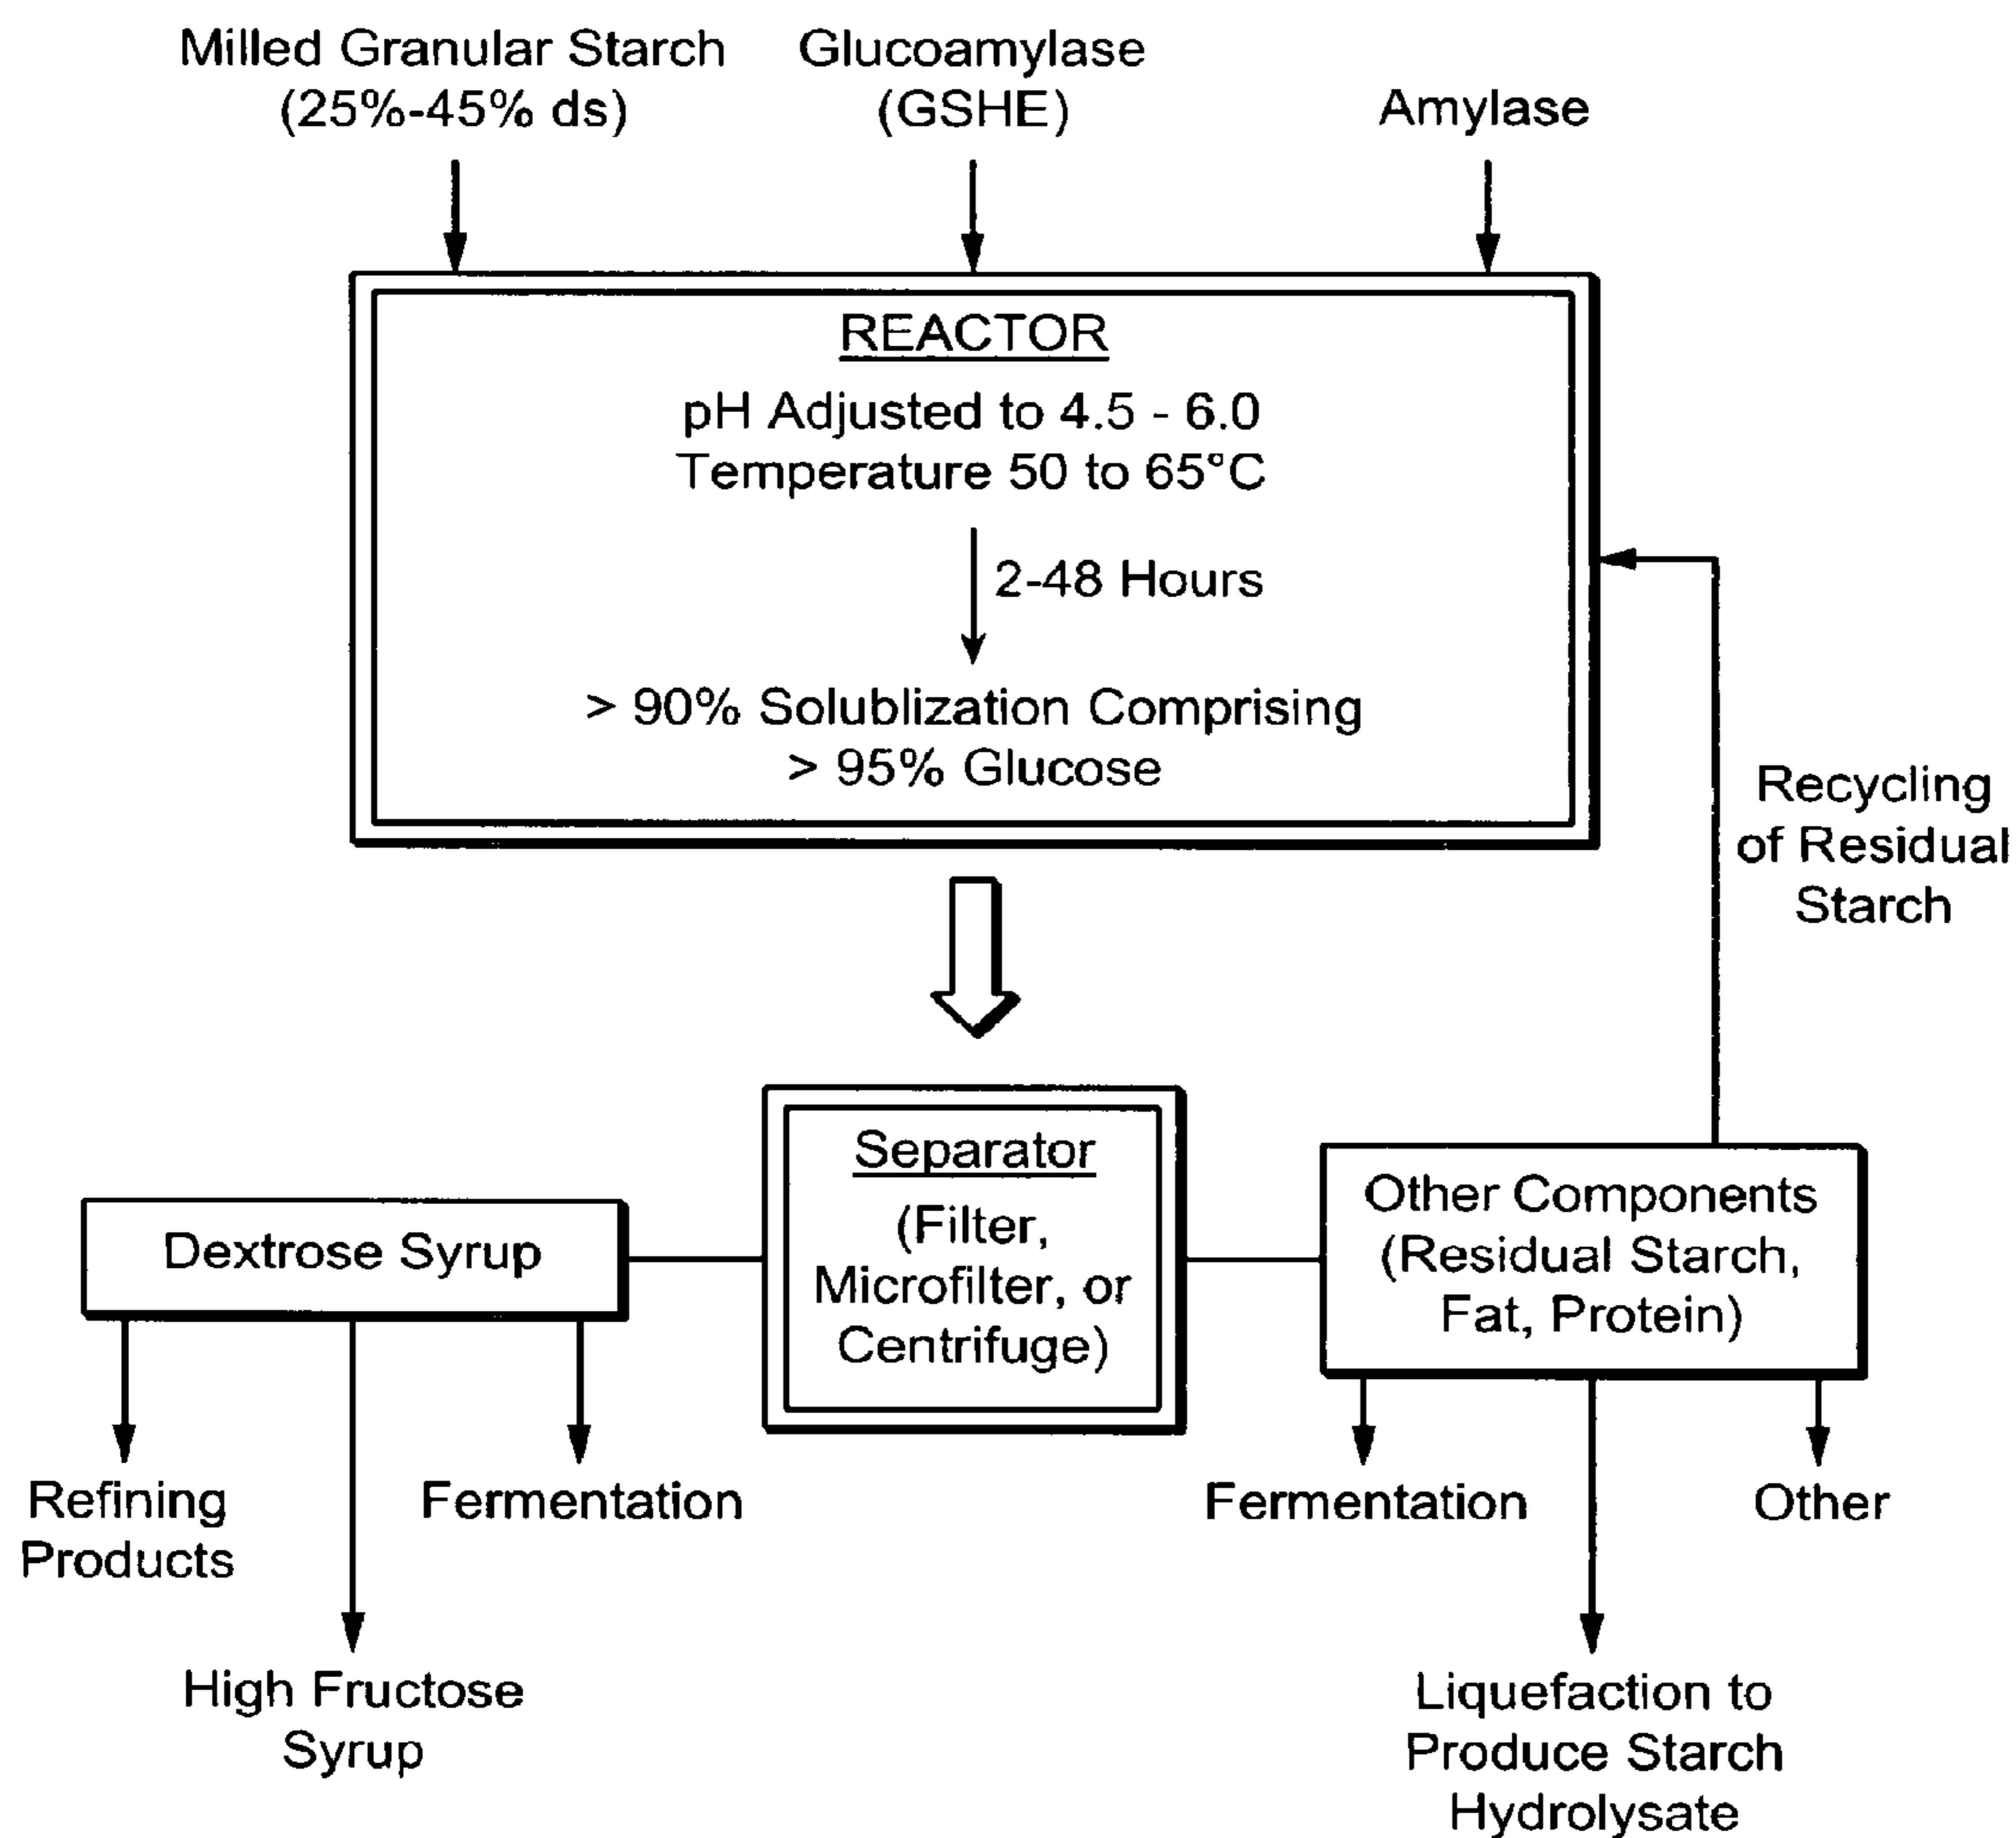 Milled Granular Starch
(25%-45% ds)
Glucoamylase
(GSHE)
Amylase
REACTOR
pH Adjusted to 4.5 - 6.0
Temperature 50 to 65°C
2-48 Hours
> 90% Solublization Comprising
> 95% Glucose
Recycling
of Residual
Starch
Separator
(Filter,
Microfilter, or
Centrifuge)
Dextrose Syrup
Other Components
(Residual Starch,
Fat, Protein)
Refining
Products
Fermentation
High Fructose
Syrup
Fermentation
Other
Liquefaction to
Produce Starch
Hydrolysate